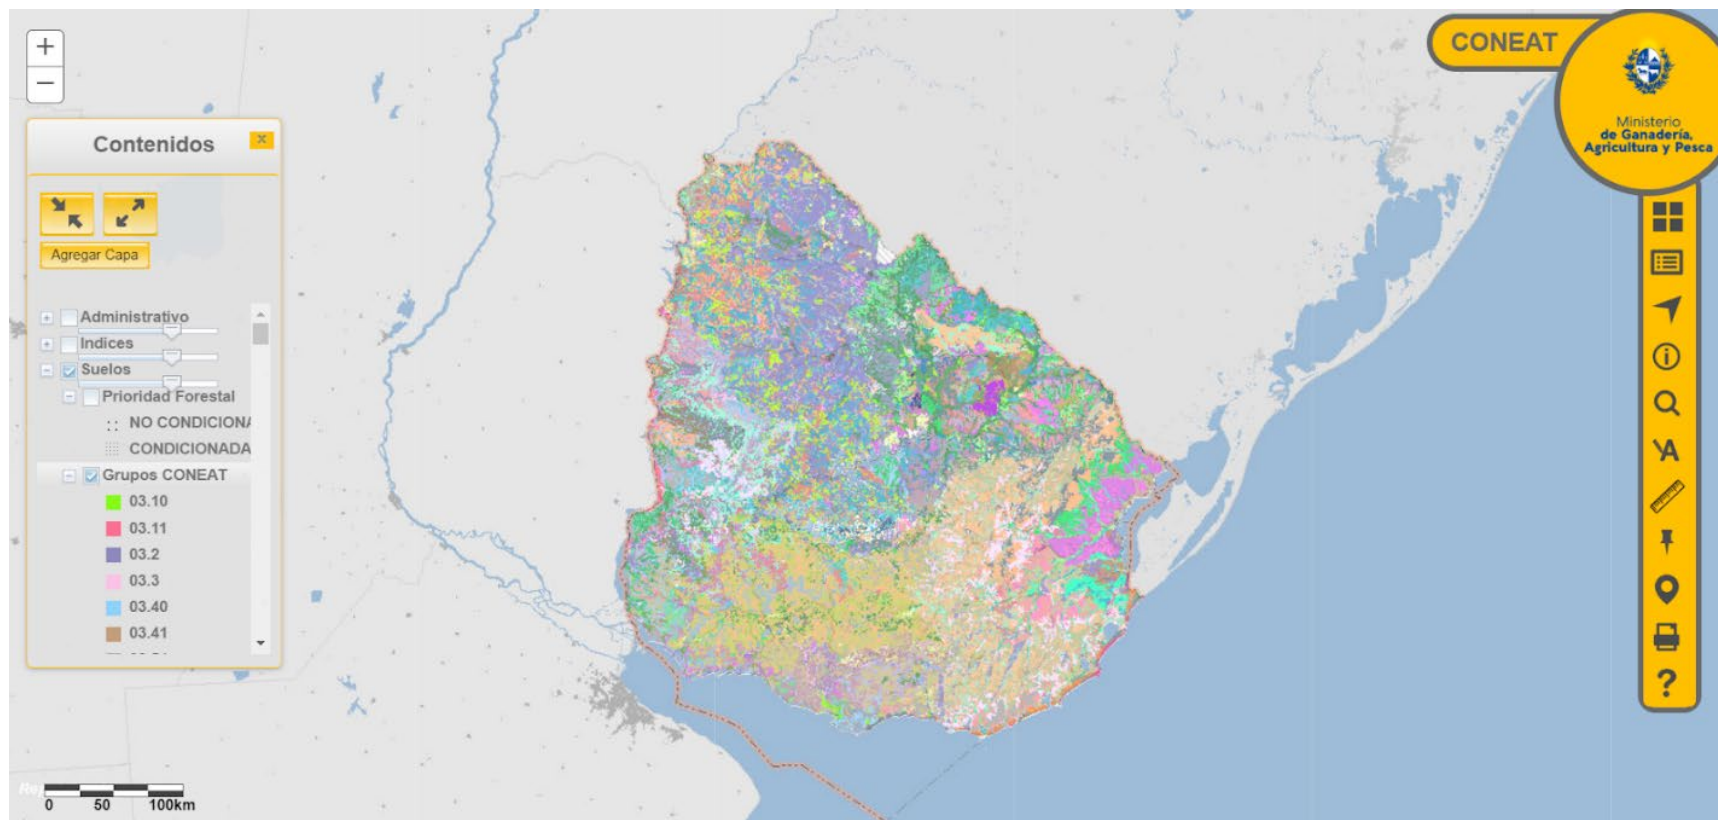 +
−
Contenidos
x
Agregar Capa
Administrativo
Indices
Suelos
Prioridad Forestal
NO CONDICIONA
CONDICIONADA
Grupos CONEAT
03.10
03.11
03.2
03.3
03.40
03.41
0 50 100km
CONEAT
Ministerio
de Ganadería,
Agricultura y Pesca
i
A
?